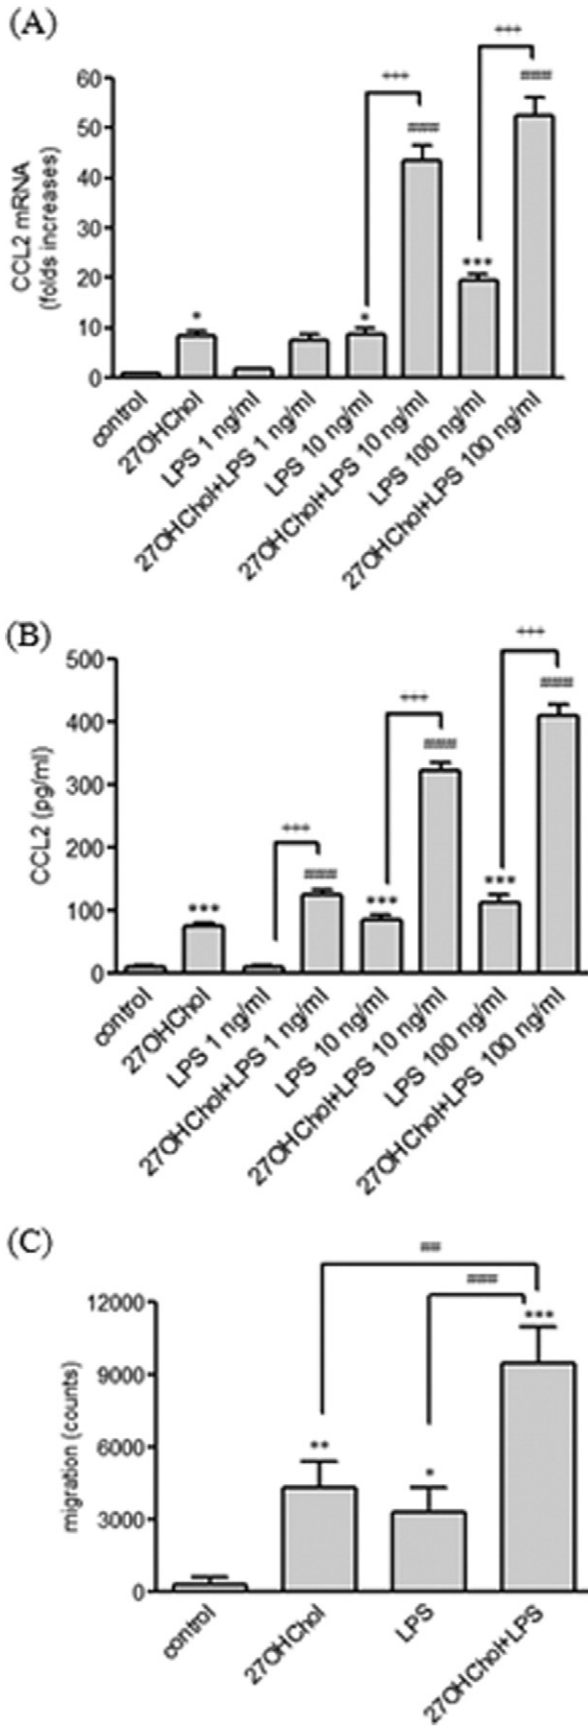 (A)
+++
+++
###
60
###
50
40
CCL2 mRNA
(folds increases)
30
20
***
*
*
10
0
control
27OHChol
LPS 1 ng/ml
27OHChol+LPS 1 ng/ml
LPS 10 ng/ml
27OHChol+LPS 10 ng/ml
LPS 100 ng/ml
27OHChol+LPS 100 ng/ml
(B)
+++
500
###
+++
400
###
CCL2 (pg/ml)
300
200
+++
###
***
***
***
100
0
control
27OHChol
LPS 1 ng/ml
27OHChol+LPS 1 ng/ml
LPS 10 ng/ml
27OHChol+LPS 10 ng/ml
LPS 100 ng/ml
27OHChol+LPS 100 ng/ml
(C)
##
###
12000
***
9000
migration (counts)
6000
**
*
3000
0
control
27OHChol
LPS
27OHChol+LPS